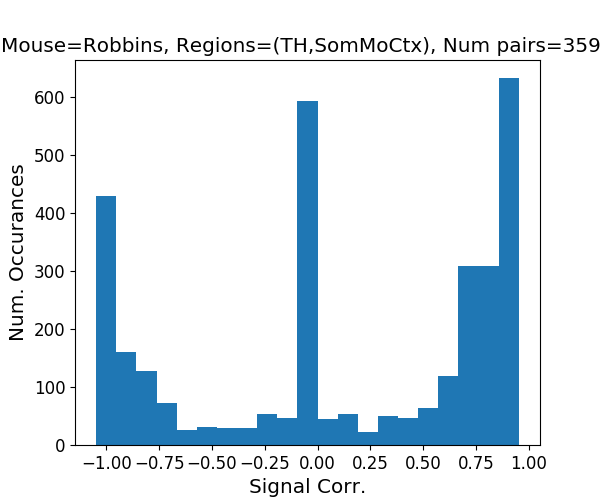 Mouse=Robbins, Regions=(TH,SomMoCtx), Num pairs=359
600
500
400
300
200
100
0
Num. Occurances
−1.00 −0.75 −0.50 −0.25 0.00 0.25 0.50 0.75 1.00
Signal Corr.